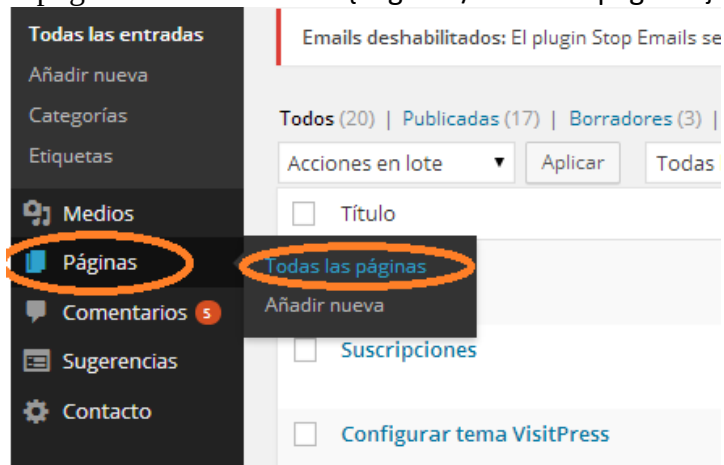 Todas las entradas
Añadir nueva
Categorías
Etiquetas
Medios
Páginas
Comentarios 5
Sugerencias
Contacto
Todas las páginas
Añadir nueva
Emails deshabilitados: El plugin Stop Emails se
Todos (20) | Publicadas (17) | Borradores (3) |
Acciones en lote Aplicar Todas
Título
Suscripciones
Configurar tema VisitPress